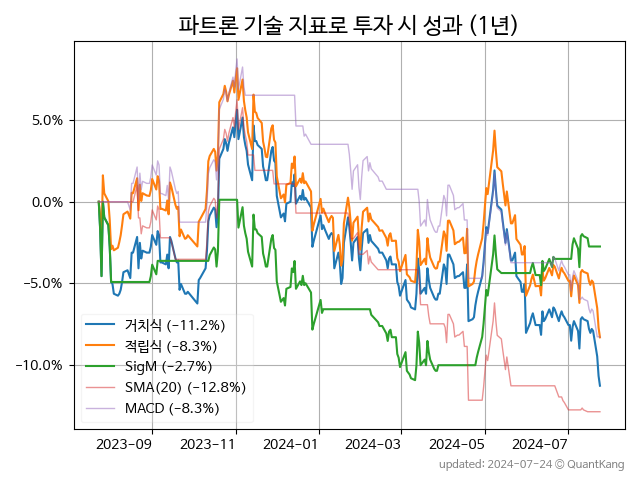 파트론 기술 지표로 투자 시 성과 (1년)
5.0%
0.0%
−5.0%
−10.0%
거치식 (−11.2%)
적립식 (−8.3%)
SigM (−2.7%)
SMA(20) (−12.8%)
MACD (−8.3%)
2023−09 2023−11 2024−01 2024−03 2024−05 2024−07
updated: 2024-07-24 © QuantKang